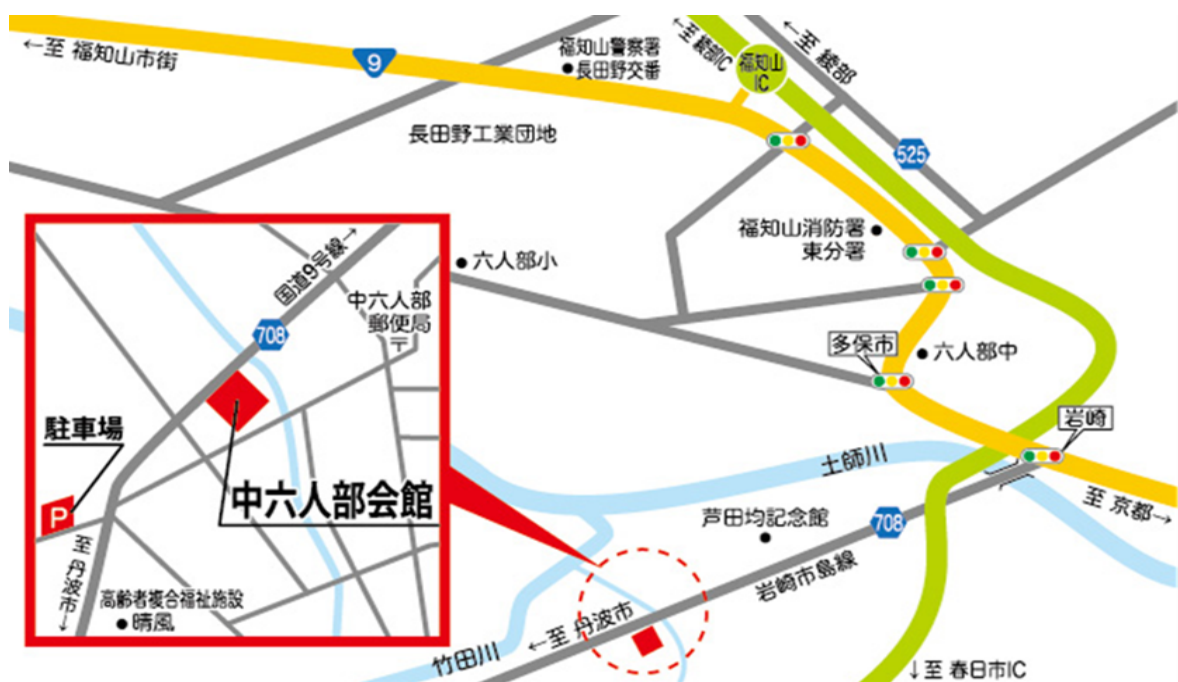 ←至 福知山市街
9
福知山警察署
長田野交番
←至 綾部IC
福知山
IC
←至 綾部
長田野工業団地
525
福知山消防署
東分署
六人部小
国道9号線→
中六人部
郵便局
〒
708
多保市
六人部中
駐車場
P
中六人部会館
岩崎
土師川
至 京都→
芦田均記念館
708
至 丹波市→
高齢者複合福祉施設
晴風
岩崎市島線
←至 丹波市
竹田川
↓至 春日市IC